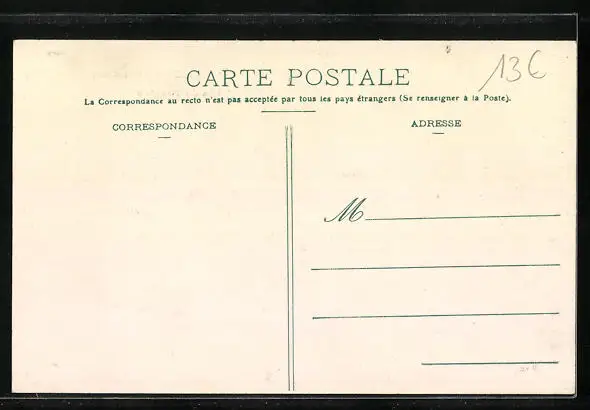 13€
CARTE POSTALE
La Correspondance au recto n'est pas acceptée par tous les pays étrangers (Se renseigner à la Poste).
CORRESPONDANCE
ADRESSE
M